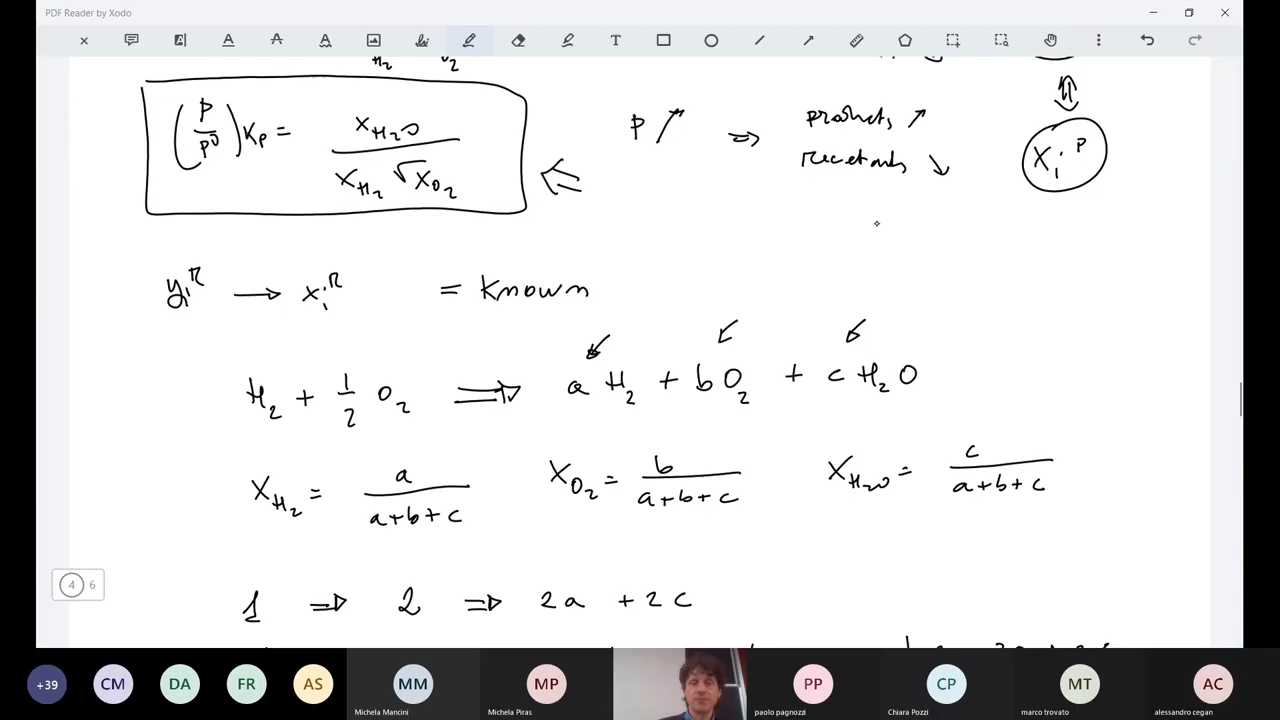 PDF Reader by Xodo
H₂ O₂
(P/P⁰) Kp = X_H₂O / (X_H₂ √X_O₂)
P ↗ ⇒ products ↗
reactants ↘
Xᵢ ᵖ
yᵢᴿ → xᵢᴿ = known
H₂ + 1/2 O₂ ⇒ a H₂ + b O₂ + c H₂O
X_H₂ = a / (a+b+c) X_O₂ = b / (a+b+c) X_H₂O = c / (a+b+c)
4 6
1 ⇒ 2 ⇒ 2a + 2c
+39 CM DA FR AS MM MP PP CP MT AC
Michela Mancini Michela Piras paolo pagnozzi Chiara Pozzi marco trovato alessandro cegan